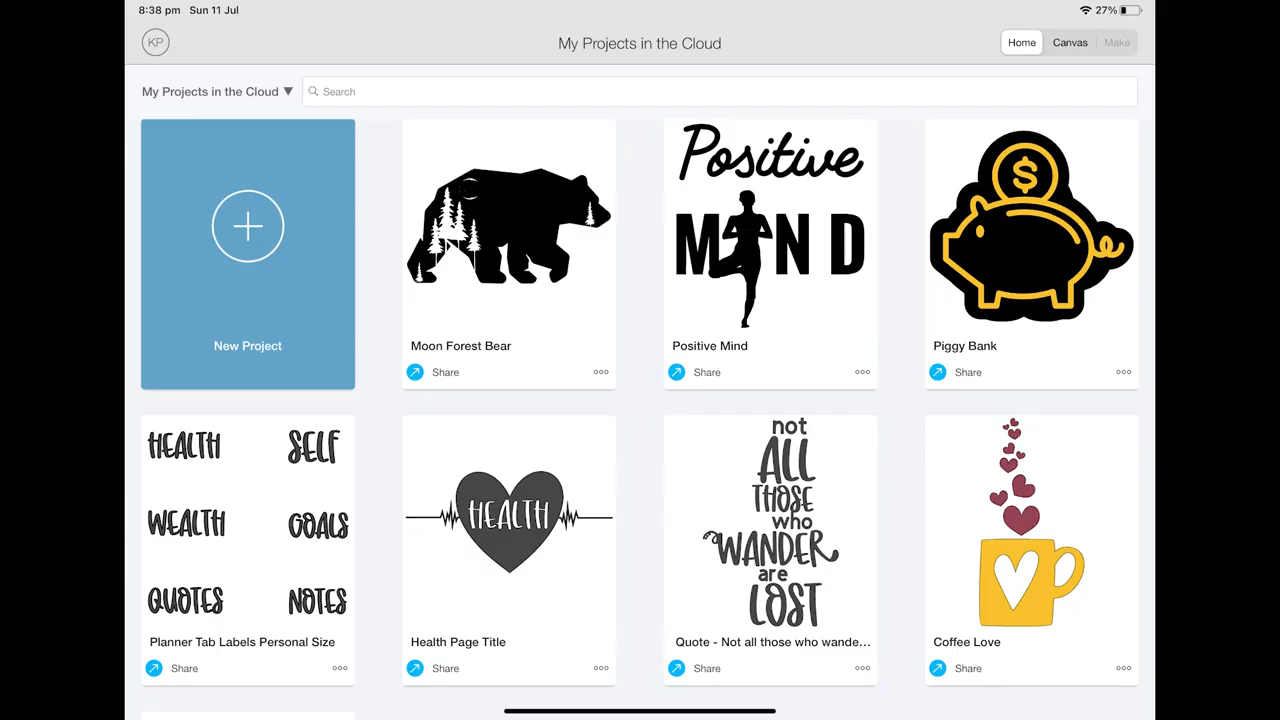 8:38 pm Sun 11 Jul
27%
KP
My Projects in the Cloud
Home Canvas Make
My Projects in the Cloud ▼
Search
New Project
Moon Forest Bear
Share
Positive
MIND
Positive Mind
Share
$
Piggy Bank
Share
HEALTH SELF
WEALTH GOALS
QUOTES NOTES
Planner Tab Labels Personal Size
Share
HEALTH
Health Page Title
Share
not
ALL
THOSE
who
WANDER
are
LOST
Quote - Not all those who wande...
Share
Coffee Love
Share